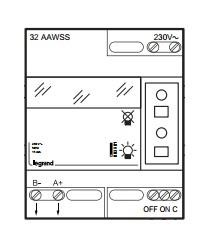 32 AAWSS 230V~
legrand
B- A+
OFF ON C